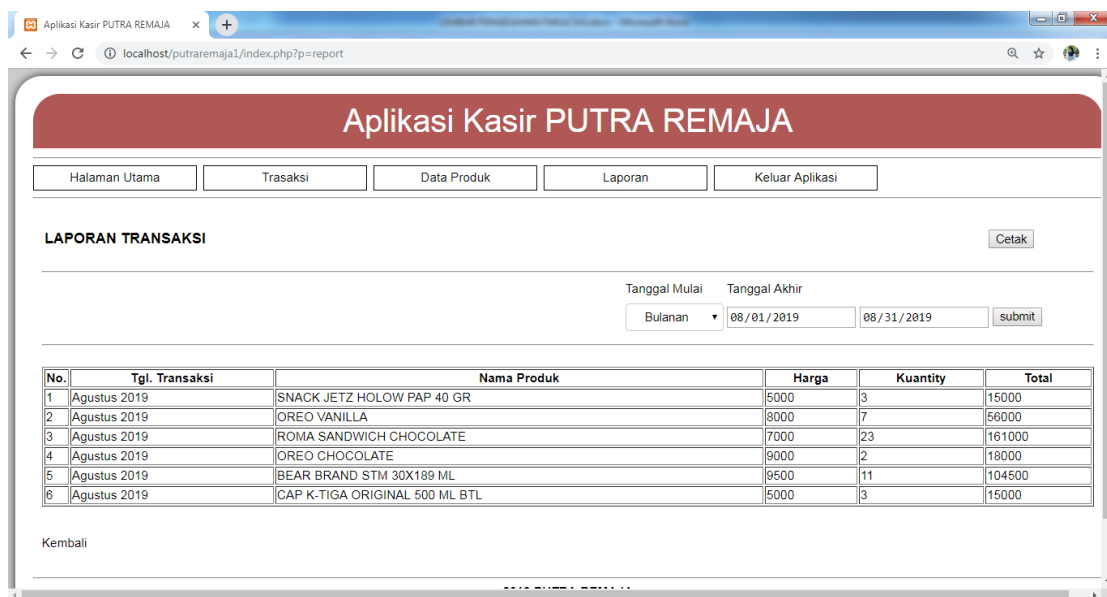 Aplikasi Kasir PUTRA REMAJA
localhost/putraremaja1/index.php?p=report
Aplikasi Kasir PUTRA REMAJA
Halaman Utama Trasaksi Data Produk Laporan Keluar Aplikasi
LAPORAN TRANSAKSI Cetak
Tanggal Mulai Tanggal Akhir
Bulanan 08/01/2019 08/31/2019 submit
No. Tgl. Transaksi Nama Produk Harga Kuantity Total
1 Agustus 2019 SNACK JETZ HOLOW PAP 40 GR 5000 3 15000
2 Agustus 2019 OREO VANILLA 8000 7 56000
3 Agustus 2019 ROMA SANDWICH CHOCOLATE 7000 23 161000
4 Agustus 2019 OREO CHOCOLATE 9000 2 18000
5 Agustus 2019 BEAR BRAND STM 30X189 ML 9500 11 104500
6 Agustus 2019 CAP K-TIGA ORIGINAL 500 ML BTL 5000 3 15000
Kembali